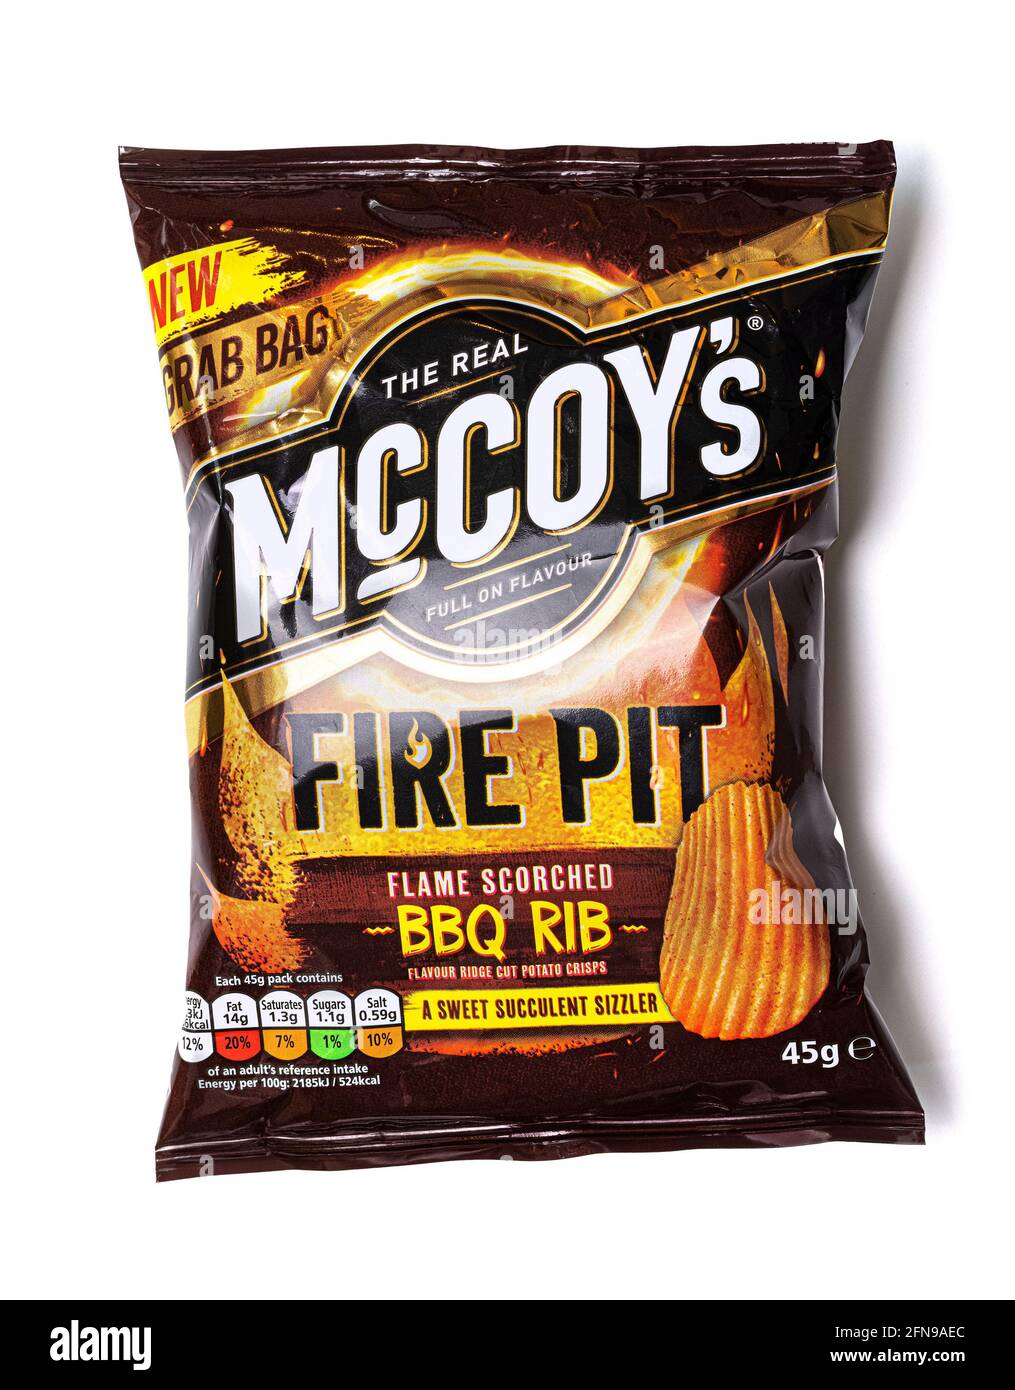 NEW
GRAB BAG
THE REAL
McCOY's®
FULL ON FLAVOUR
FIRE PIT
FLAME SCORCHED
BBQ RIB
FLAVOUR RIDGE CUT POTATO CRISPS
A SWEET SUCCULENT SIZZLER
Each 45g pack contains
Fat Saturates Sugars Salt
14g 1.3g 1.1g 0.59g
12% 20% 7% 1% 10%
of an adult's reference intake
Energy per 100g: 2185kJ / 524kcal
45g ℮
alamy
alamy
Image ID: 2FN9AEC
www.alamy.com